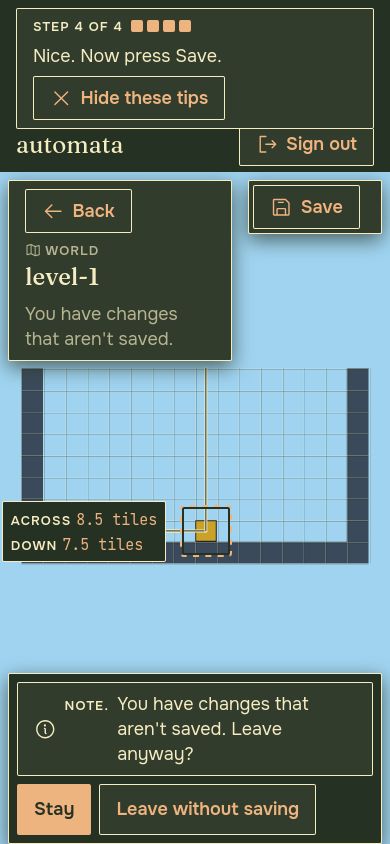 STEP 4 OF 4
Nice. Now press Save.
Hide these tips
automata
Sign out
Back
Save
WORLD
level-1
You have changes
that aren't saved.
ACROSS 8.5 tiles
DOWN 7.5 tiles
NOTE. You have changes that
aren't saved. Leave
anyway?
Stay
Leave without saving